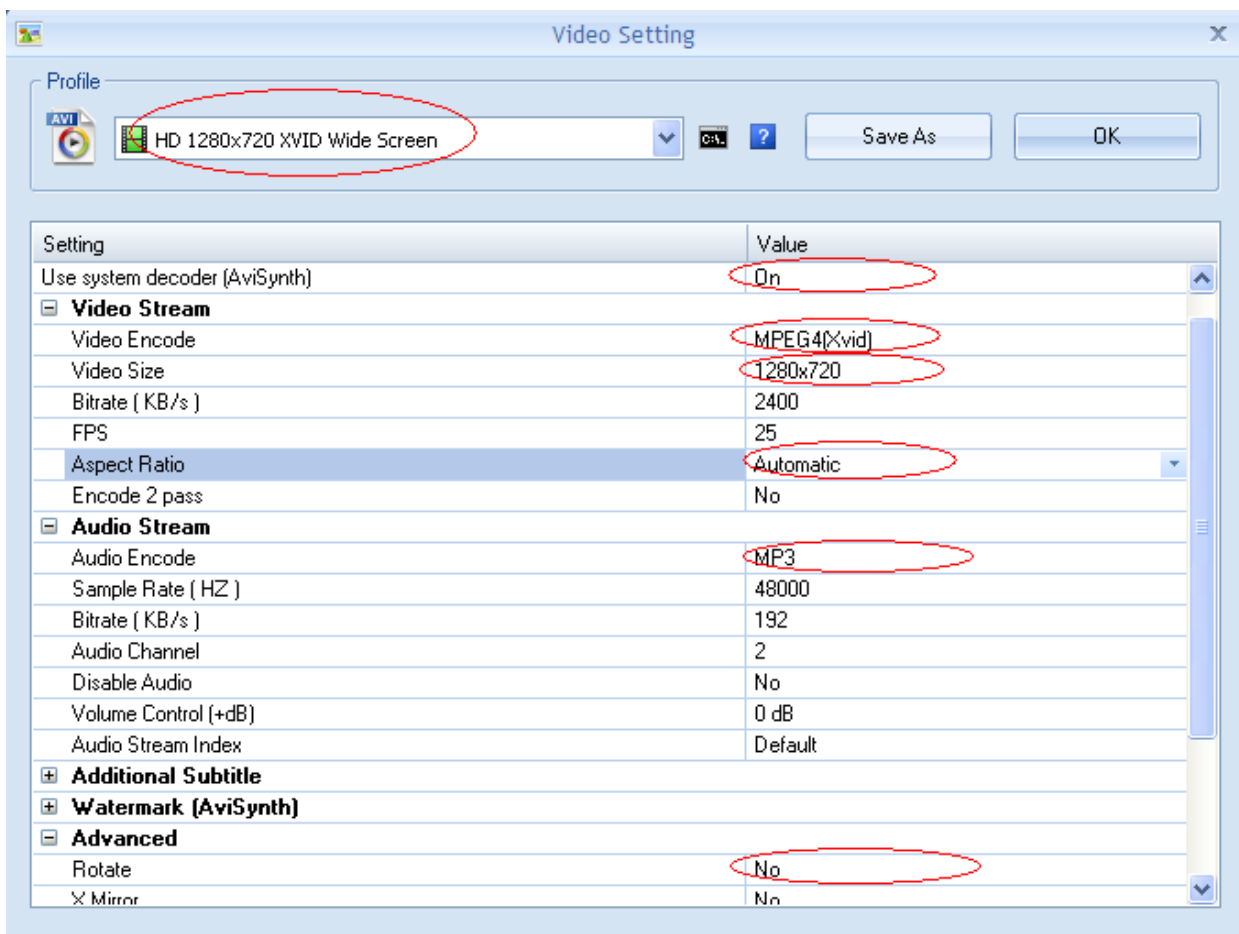 Video Setting
Profile
AVI
HD 1280x720 XVID Wide Screen
C:\.
?
Save As
OK
Setting Value
Use system decoder (AviSynth) On
Video Stream
Video Encode MPEG4(Xvid)
Video Size 1280x720
Bitrate ( KB/s ) 2400
FPS 25
Aspect Ratio Automatic
Encode 2 pass No
Audio Stream
Audio Encode MP3
Sample Rate ( HZ ) 48000
Bitrate ( KB/s ) 192
Audio Channel 2
Disable Audio No
Volume Control (+dB) 0 dB
Audio Stream Index Default
Additional Subtitle
Watermark (AviSynth)
Advanced
Rotate No
X Mirror No